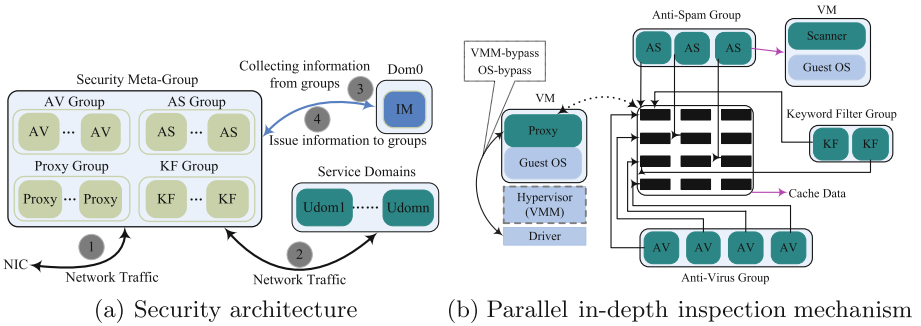 Security Meta-Group
AV Group
AV ... AV
AS Group
AS ... AS
Proxy Group
Proxy ... Proxy
KF Group
KF ... KF
Collecting information
from groups
3
4
Issue information to groups
Dom0
IM
Service Domains
Udom1 ...... Udomn
1
2
NIC
Network Traffic
Network Traffic
(a) Security architecture
VMM-bypass
OS-bypass
VM
Proxy
Guest OS
Hypervisor
(VMM)
Driver
Anti-Spam Group
AS AS AS
VM
Scanner
Guest OS
Keyword Filter Group
KF KF
Cache Data
AV AV AV AV
Anti-Virus Group
(b) Parallel in-depth inspection mechanism